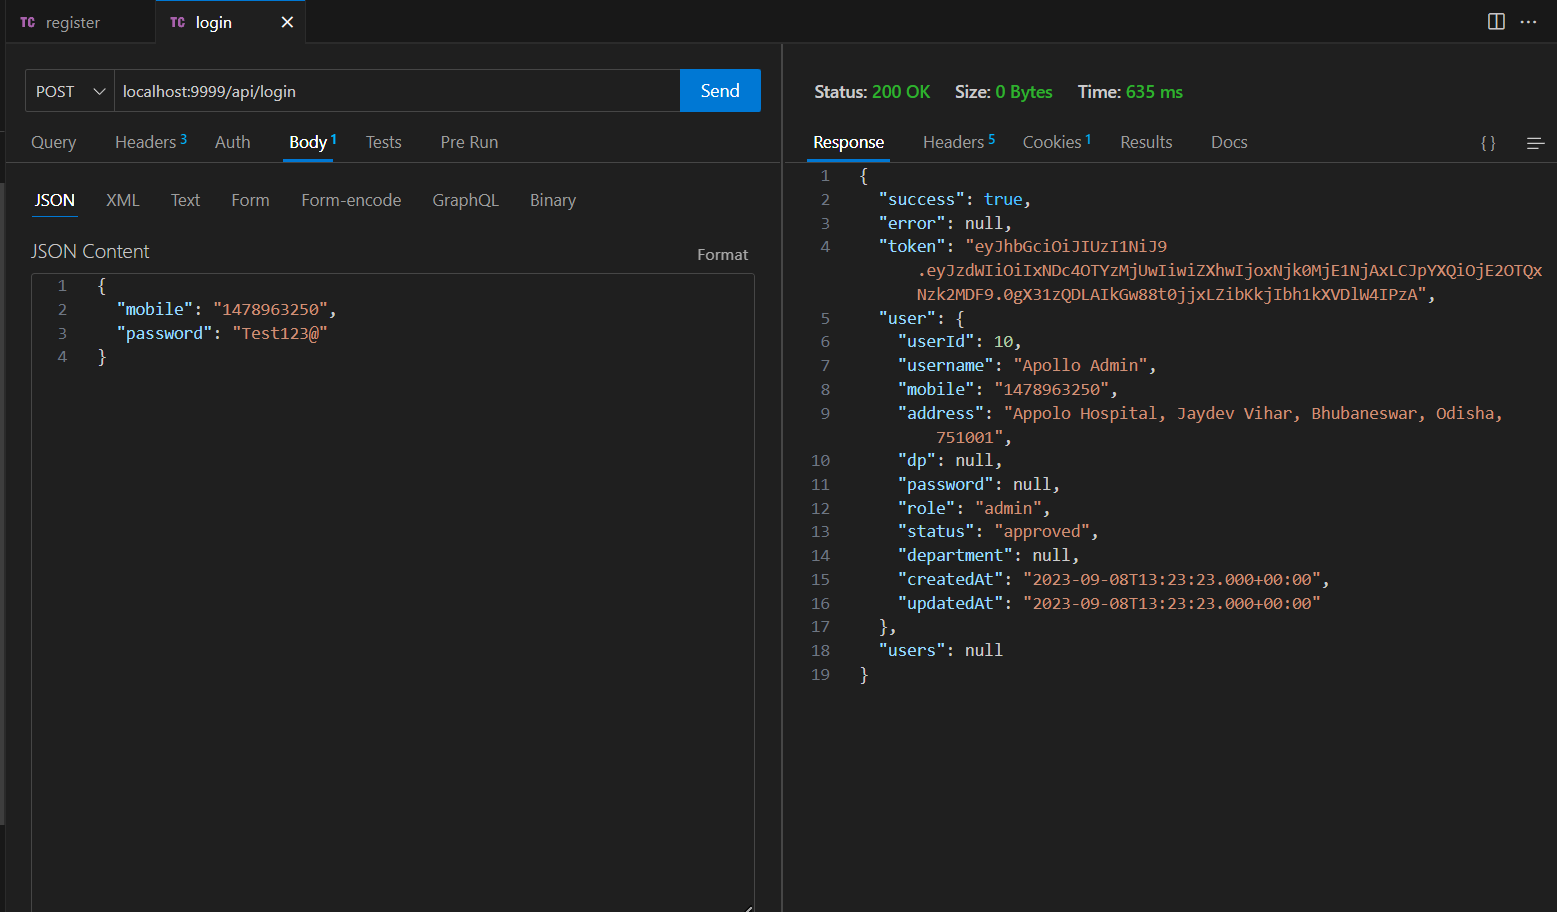 TC register
TC login ✕
POST localhost:9999/api/login Send
Query Headers 3 Auth Body 1 Tests Pre Run
JSON XML Text Form Form-encode GraphQL Binary
JSON Content Format
1 {
2 "mobile": "1478963250",
3 "password": "Test123@"
4 }
Status: 200 OK Size: 0 Bytes Time: 635 ms
Response Headers 5 Cookies 1 Results Docs { }
1 {
2 "success": true,
3 "error": null,
4 "token": "eyJhbGciOiJIUzI1NiJ9
.eyJzdWIiOiIxNDc4OTYzMjUwIiwiZXhwIjoxNjk0MjE1NjAxLCJpYXQiOjE2OTQx
Nzk2MDF9.0gX31zQDLAIkGw88t0jjxLZibKkjIbh1kXVDlW4IPzA",
5 "user": {
6 "userId": 10,
7 "username": "Apollo Admin",
8 "mobile": "1478963250",
9 "address": "Appolo Hospital, Jaydev Vihar, Bhubaneswar, Odisha,
751001",
10 "dp": null,
11 "password": null,
12 "role": "admin",
13 "status": "approved",
14 "department": null,
15 "createdAt": "2023-09-08T13:23:23.000+00:00",
16 "updatedAt": "2023-09-08T13:23:23.000+00:00"
17 },
18 "users": null
19 }